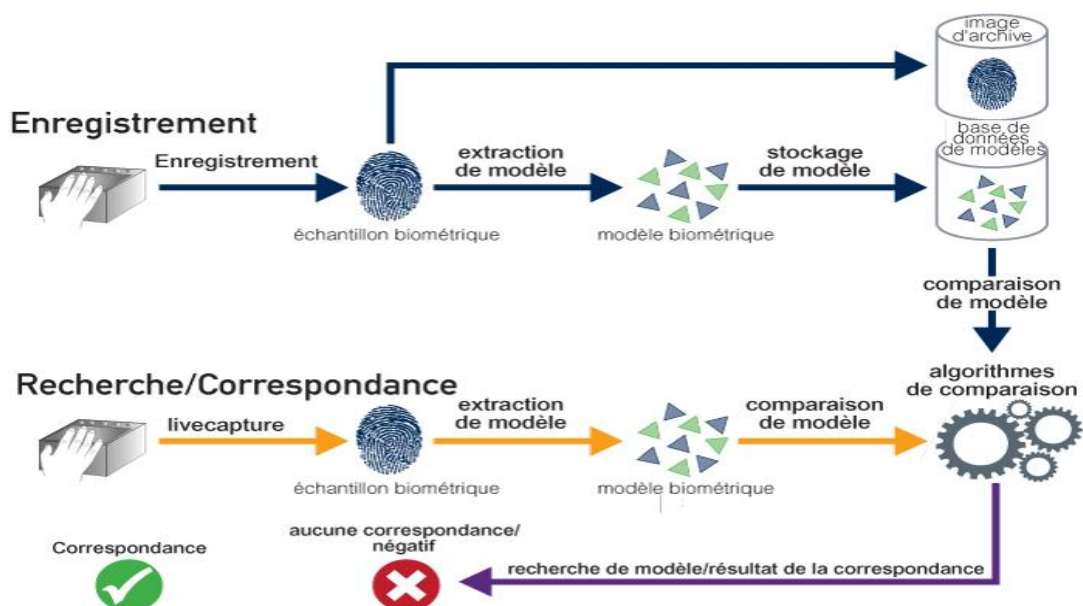 image
d'archive
Enregistrement
base de
données
de modèles
Enregistrement
extraction
de modèle
stockage
de modèle
échantillon biométrique
modèle biométrique
comparaison
de modèle
Recherche/Correspondance
algorithmes
de comparaison
livecapture
extraction
de modèle
comparaison
de modèle
échantillon biométrique
modèle biométrique
Correspondance
aucune correspondance/
négatif
recherche de modèle/résultat de la correspondance